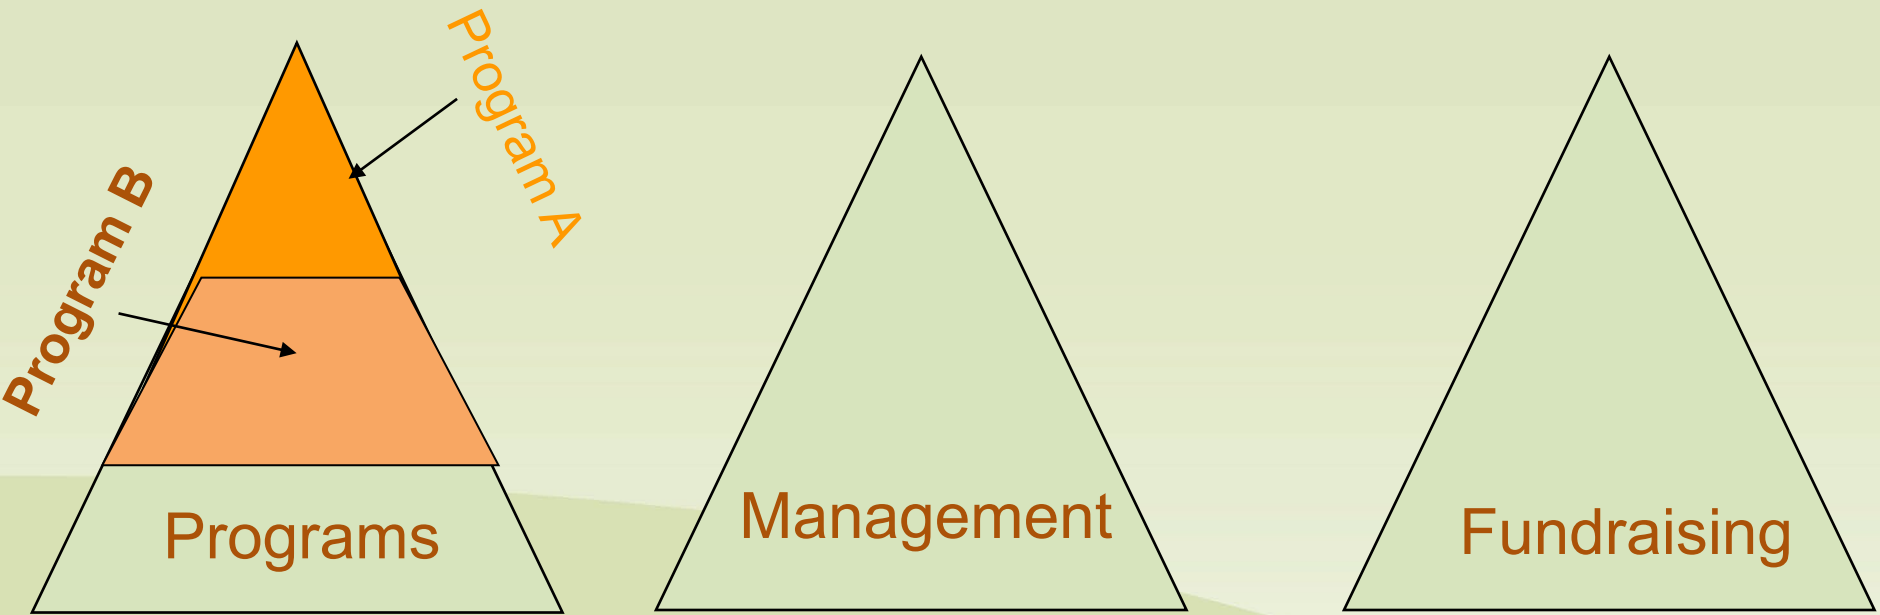 Program A
Program B
Programs
Management
Fundraising